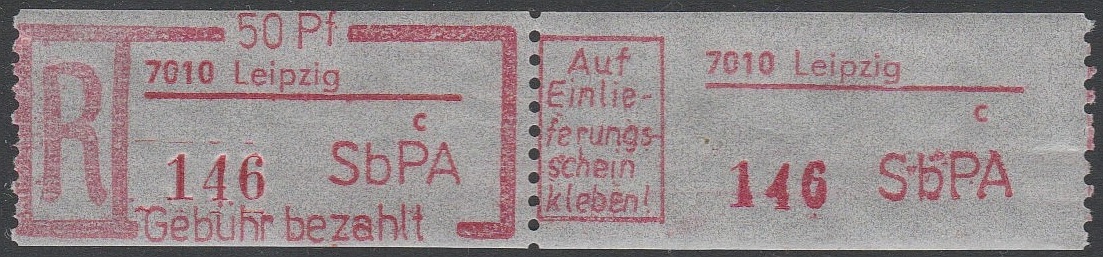 50 Pf
R
7010 Leipzig
c
146 SbPA
Gebühr bezahlt
Auf
Einlie-
ferungs-
schein
kleben!
7010 Leipzig
c
146 SbPA